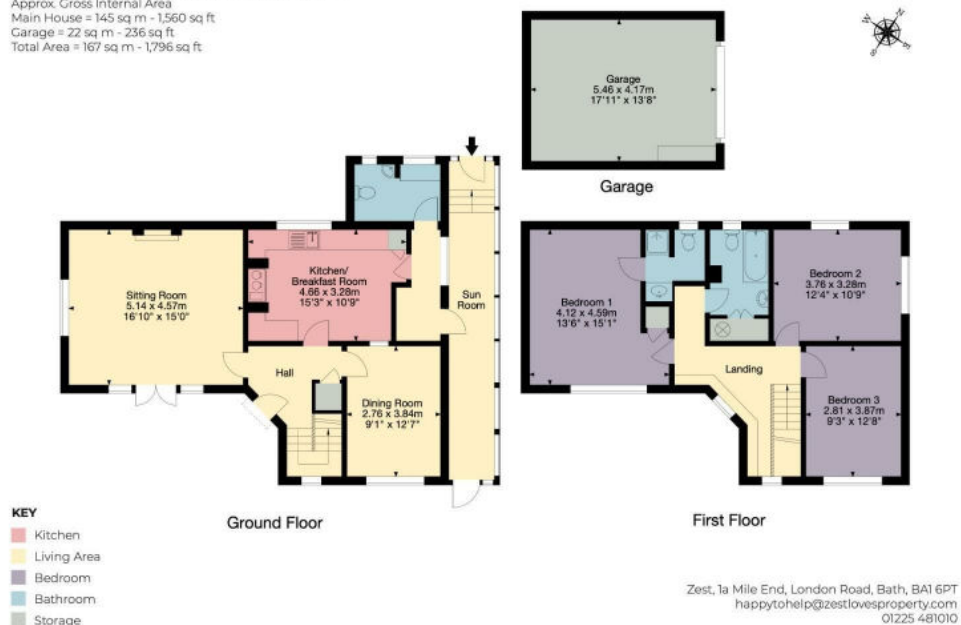 Approx. Gross Internal Area
Main House = 145 sq m - 1,560 sq ft
Garage = 22 sq m - 236 sq ft
Total Area = 167 sq m - 1,796 sq ft
N
E
S
W
Garage
5.46 x 4.17m
17'11" x 13'8"
Garage
Sitting Room
5.14 x 4.57m
16'10" x 15'0"
Kitchen/
Breakfast Room
4.66 x 3.28m
15'3" x 10'9"
Sun
Room
Hall
Dining Room
2.76 x 3.84m
9'1" x 12'7"
Ground Floor
Bedroom 1
4.12 x 4.59m
13'6" x 15'1"
Bedroom 2
3.76 x 3.28m
12'4" x 10'9"
Landing
Bedroom 3
2.81 x 3.87m
9'3" x 12'8"
First Floor
KEY
Kitchen
Living Area
Bedroom
Bathroom
Storage
Zest, 1a Mile End, London Road, Bath, BA1 6PT
happytohelp@zestlovesproperty.com
01225 481010